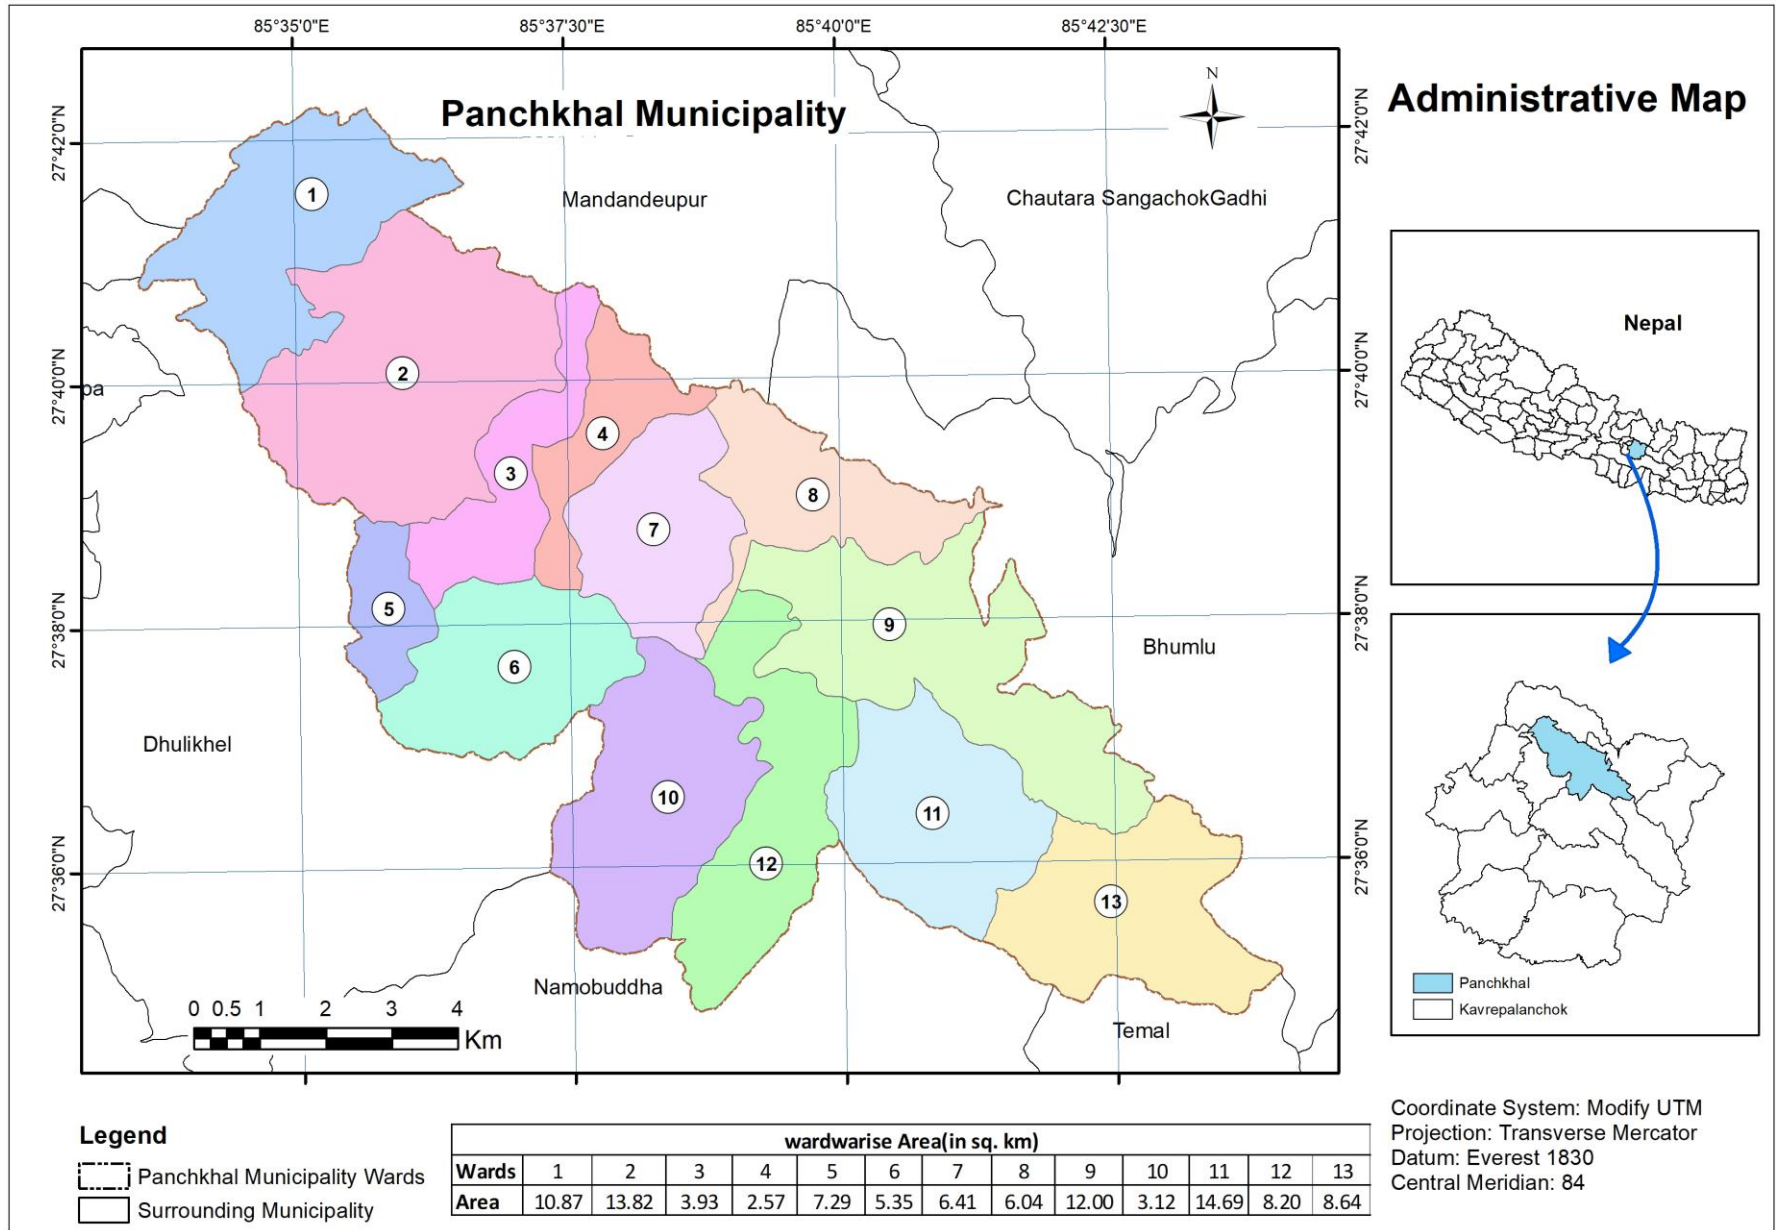 85°35'0"E 85°37'30"E 85°40'0"E 85°42'30"E
Panchkhal Municipality
N
Administrative Map
27°42'0"N
27°40'0"N
27°38'0"N
27°36'0"N
27°42'0"N
27°40'0"N
27°38'0"N
27°36'0"N
Mandandeupur
Chautara SangachokGadhi
pa
Bhumlu
Dhulikhel
Namobuddha
Temal
1
2
3
4
5
6
7
8
9
10
11
12
13
0 0.5 1 2 3 4
Km
Nepal
Panchkhal
Kavrepalanchok
Legend
Panchkhal Municipality Wards
Surrounding Municipality
wardwarise Area(in sq. km)
Wards 1 2 3 4 5 6 7 8 9 10 11 12 13
Area 10.87 13.82 3.93 2.57 7.29 5.35 6.41 6.04 12.00 3.12 14.69 8.20 8.64
Coordinate System: Modify UTM
Projection: Transverse Mercator
Datum: Everest 1830
Central Meridian: 84